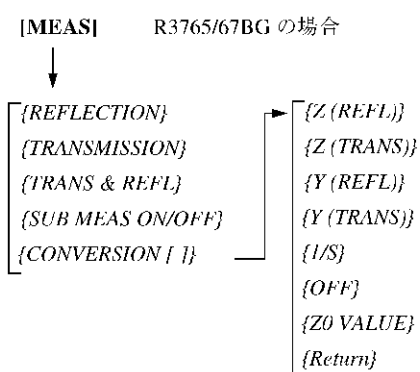 [MEAS] R3765/67BG の場合
{REFLECTION}
{TRANSMISSION}
{TRANS & REFL}
{SUB MEAS ON/OFF}
{CONVERSION [ ]}
{Z (REFL)}
{Z (TRANS)}
{Y (REFL)}
{Y (TRANS)}
{1/S}
{OFF}
{Z0 VALUE}
{Return}